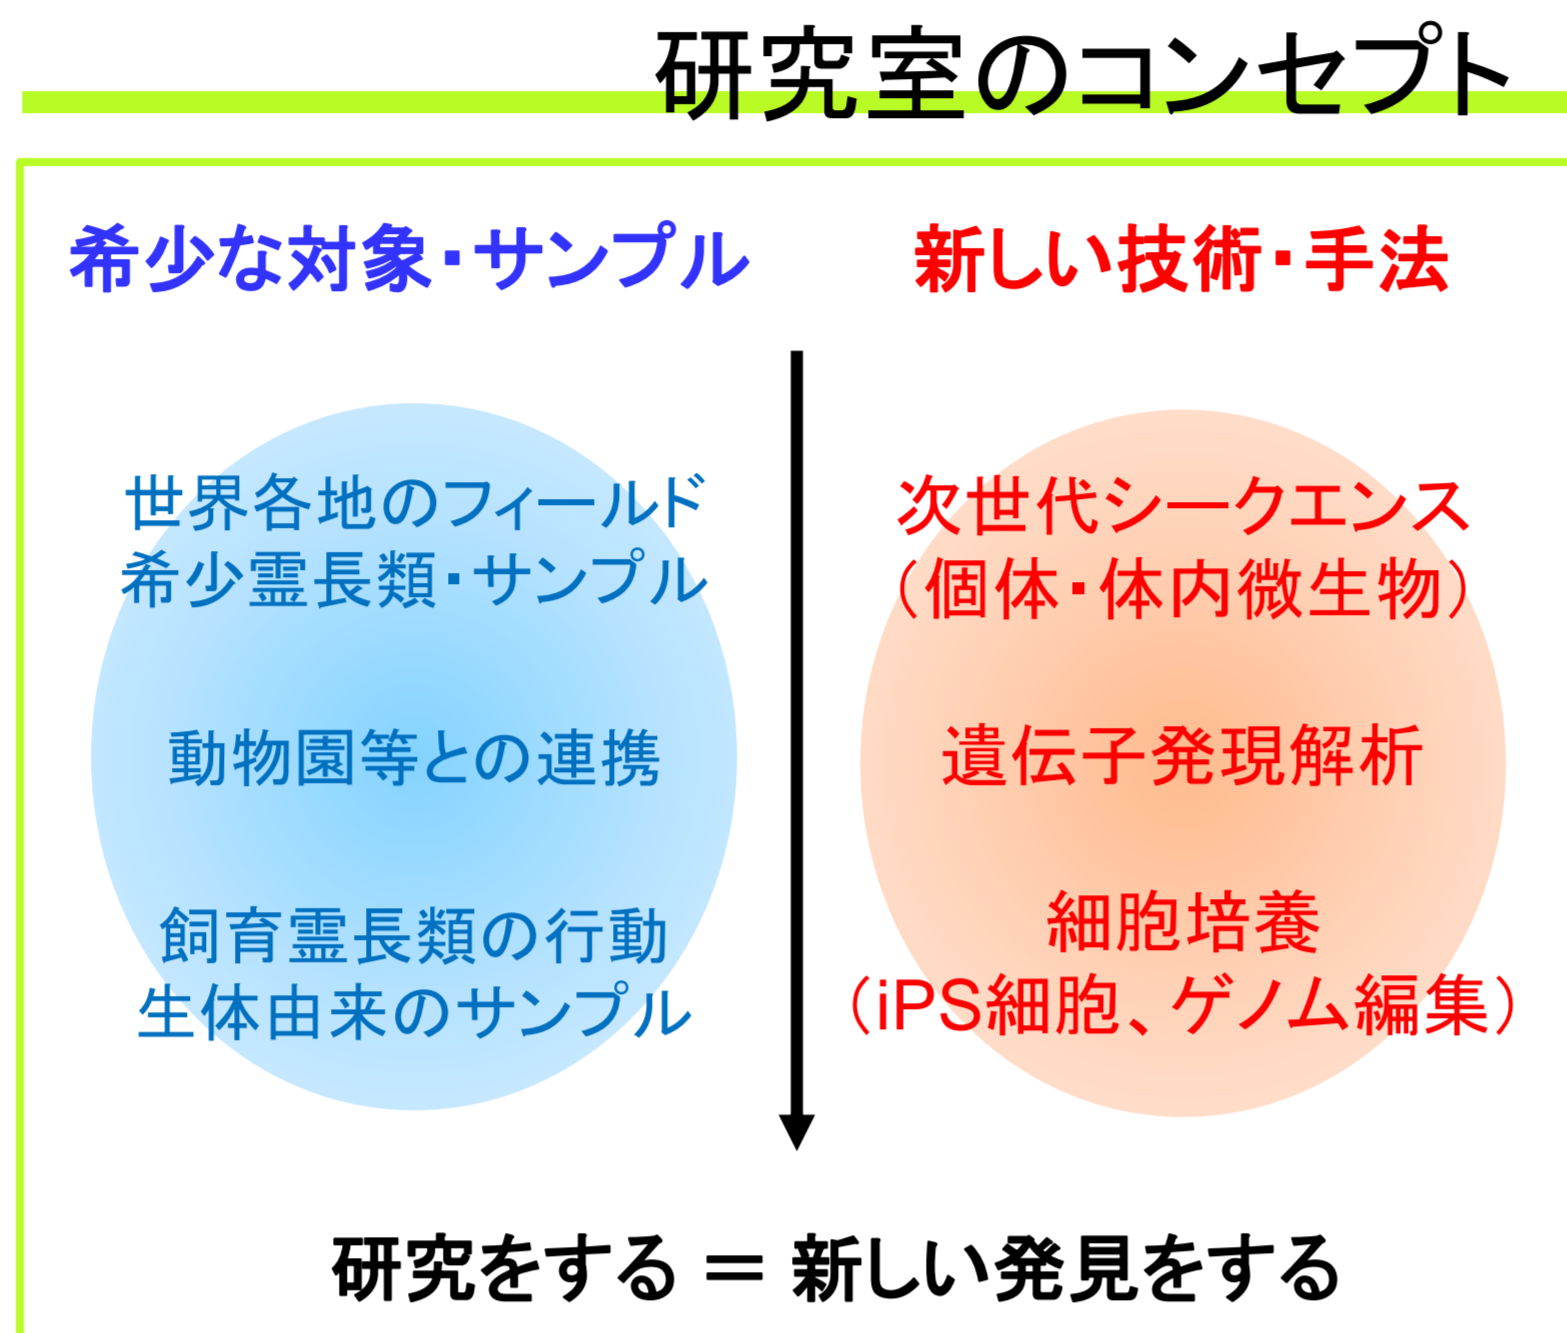 研究室のコンセプト
希少な対象・サンプル
新しい技術・手法
世界各地のフィールド
希少霊長類・サンプル
動物園等との連携
飼育霊長類の行動
生体由来のサンプル
次世代シークエンス
（個体・体内微生物）
遺伝子発現解析
細胞培養
（iPS細胞、ゲノム編集）
研究をする ＝ 新しい発見をする